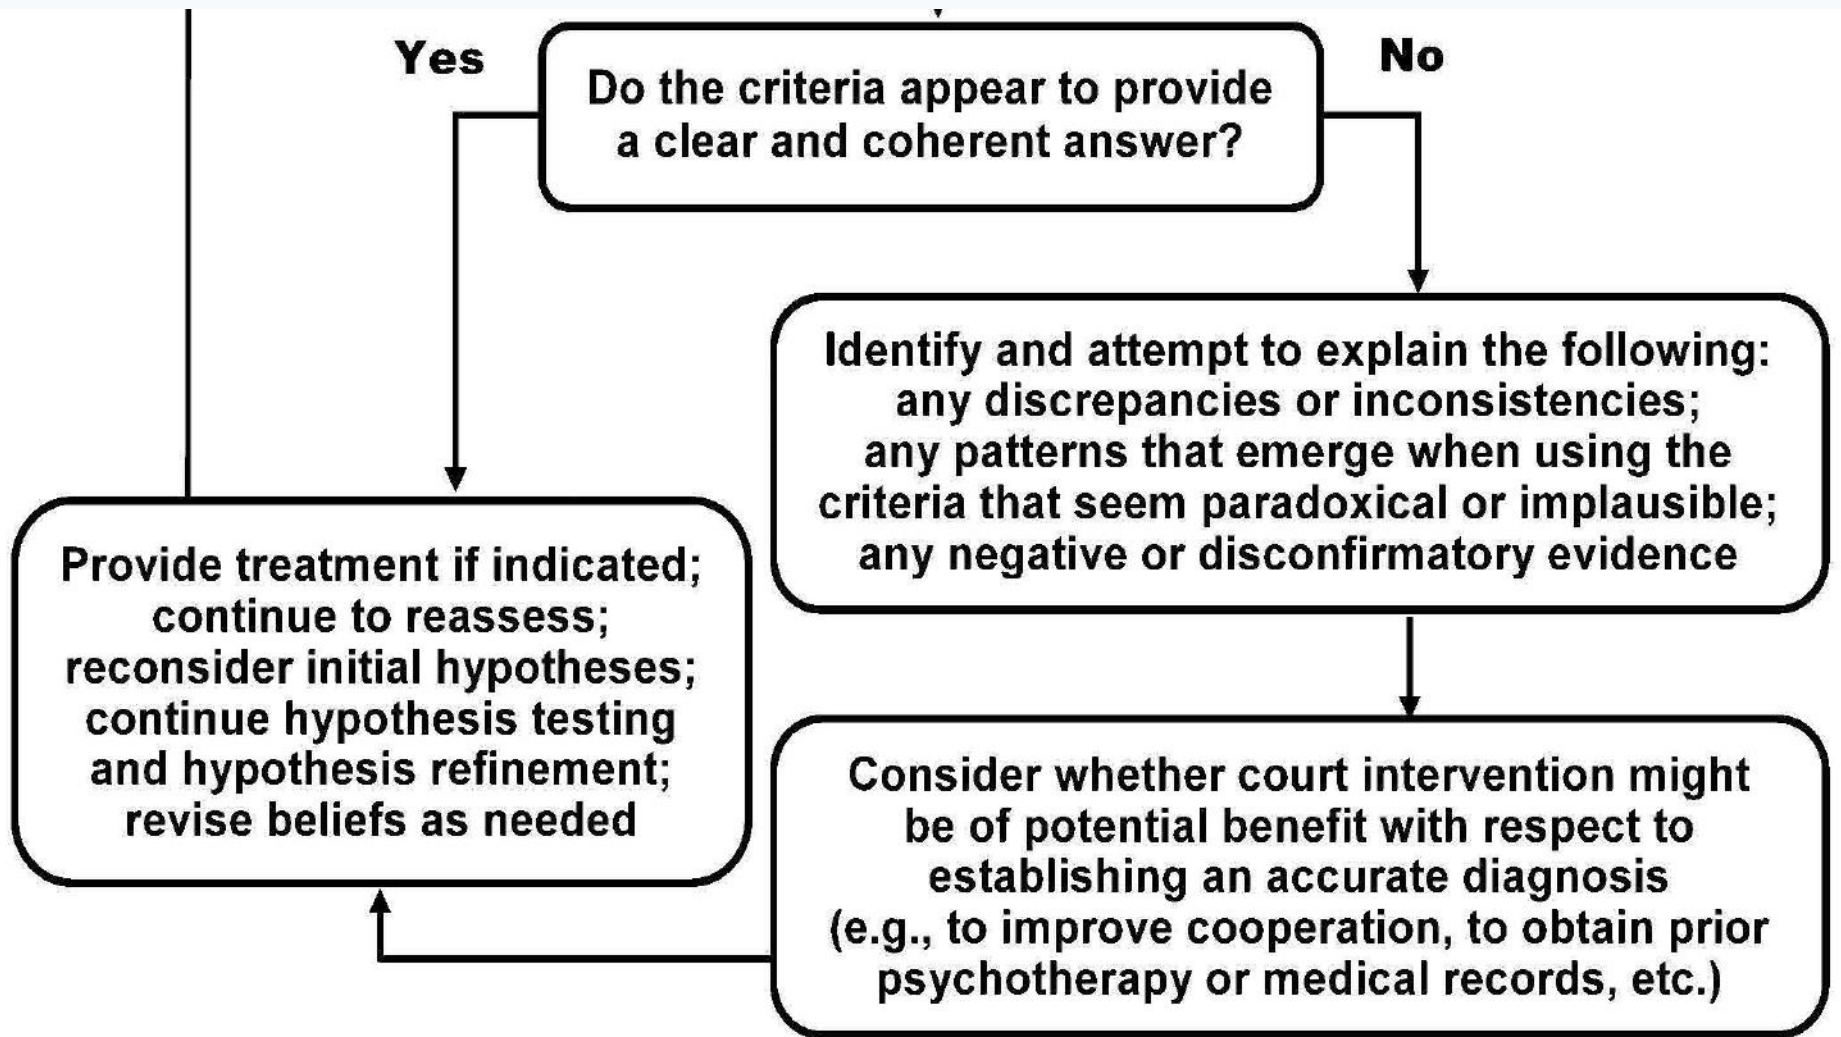 Yes
Do the criteria appear to provide
a clear and coherent answer?
No
Identify and attempt to explain the following:
any discrepancies or inconsistencies;
any patterns that emerge when using the
criteria that seem paradoxical or implausible;
any negative or disconfirmatory evidence
Provide treatment if indicated;
continue to reassess;
reconsider initial hypotheses;
continue hypothesis testing
and hypothesis refinement;
revise beliefs as needed
Consider whether court intervention might
be of potential benefit with respect to
establishing an accurate diagnosis
(e.g., to improve cooperation, to obtain prior
psychotherapy or medical records, etc.)